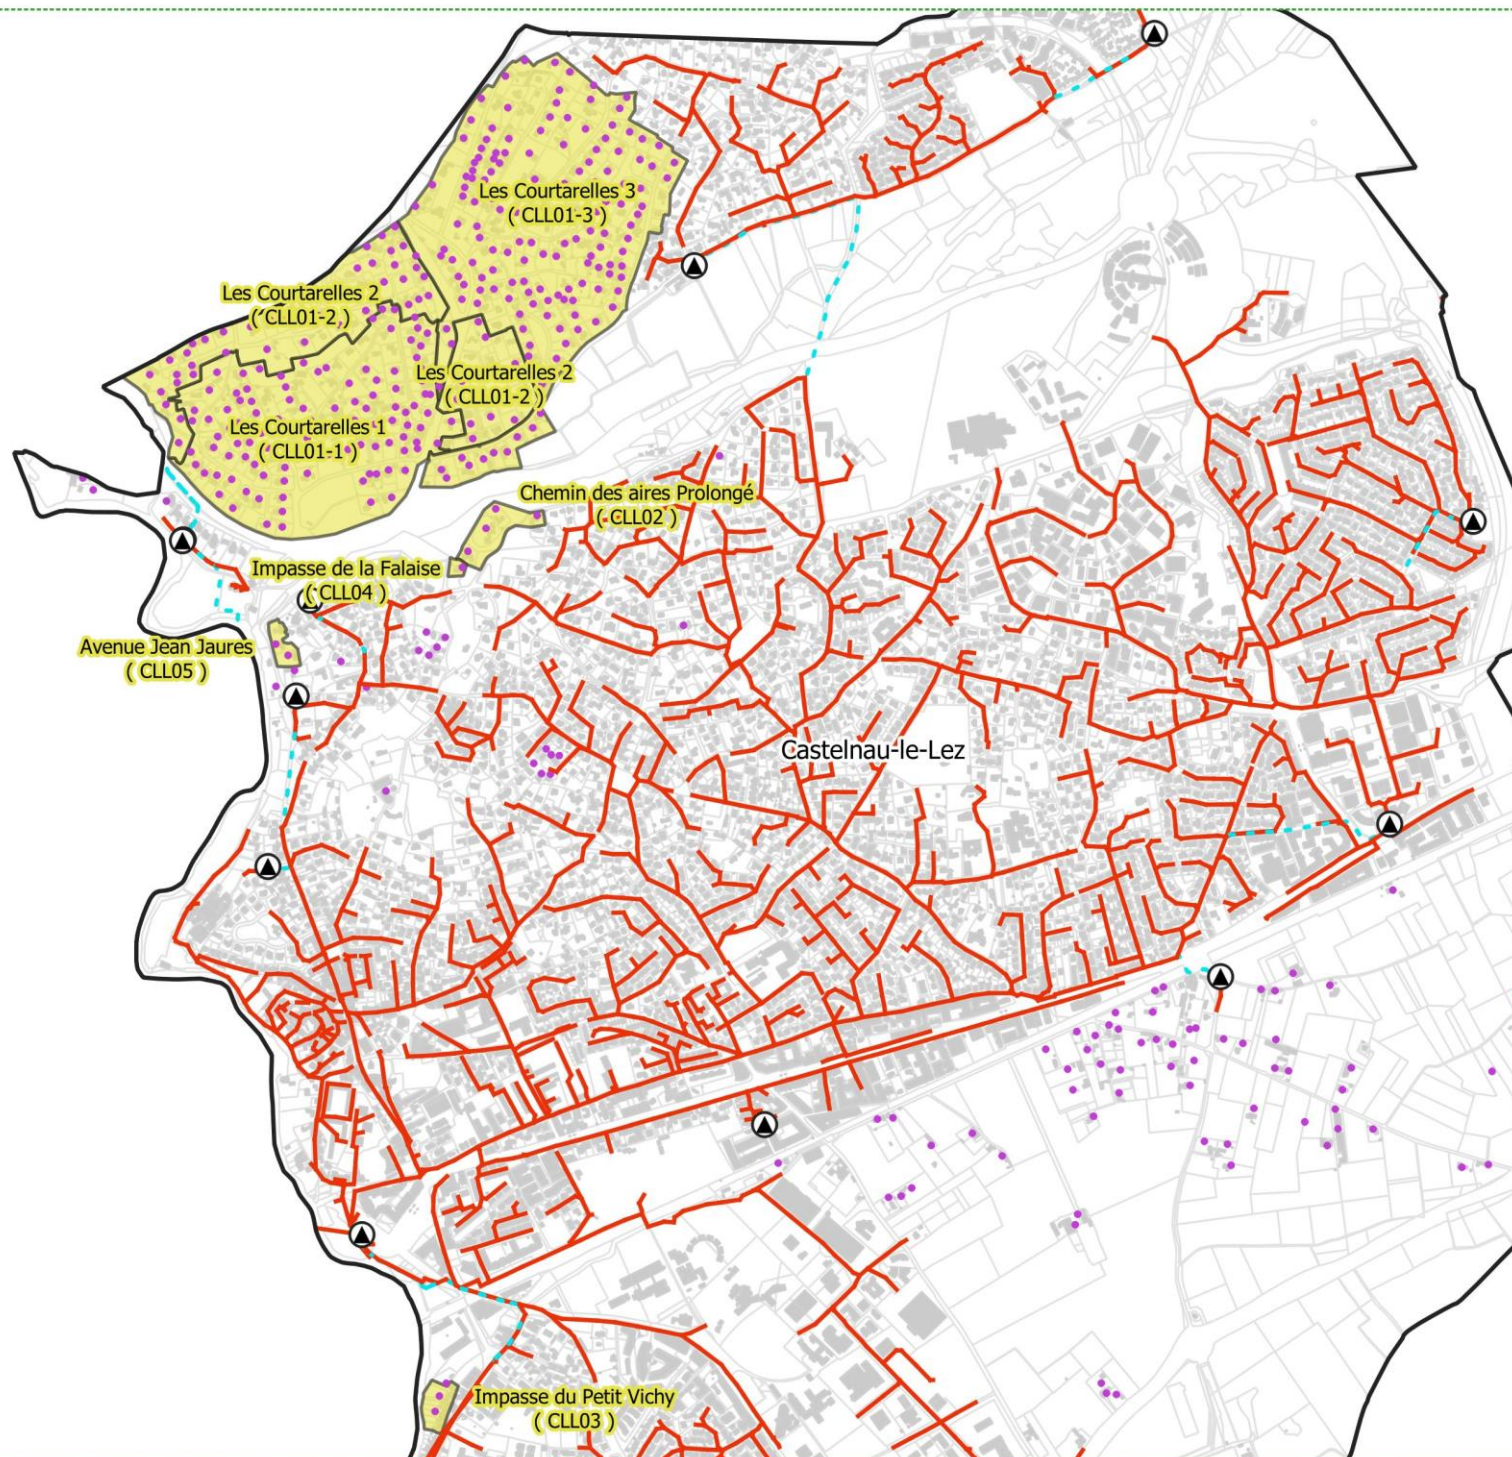 Les Courtarelles 3
( CLL01-3 )
Les Courtarelles 2
( CLL01-2 )
Les Courtarelles 2
( CLL01-2 )
Les Courtarelles 1
( CLL01-1 )
Chemin des aires Prolongé
( CLL02 )
Impasse de la Falaise
( CLL04 )
Avenue Jean Jaures
( CLL05 )
Castelnau-le-Lez
Impasse du Petit Vichy
( CLL03 )